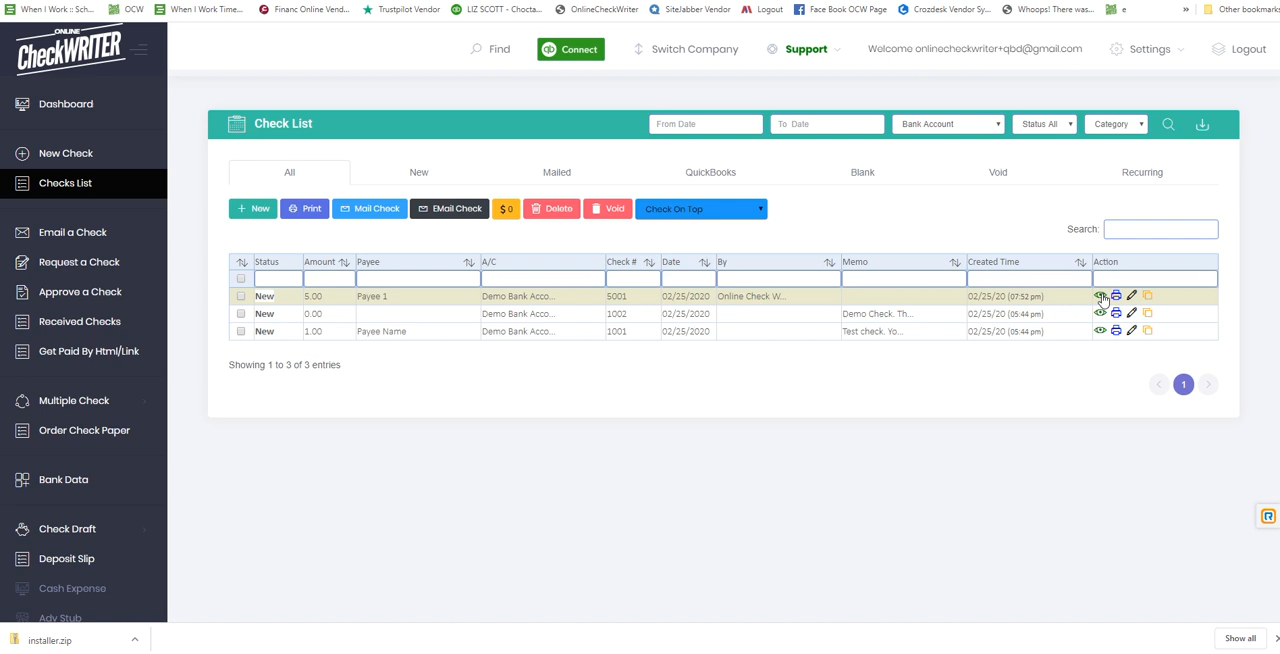 When I Work :: Sch... OCW When I Work Time... Financ Online Vend... Trustpilot Vendor LIZ SCOTT - Chocta... OnlineCheckWriter SiteJabber Vendor Logout Face Book OCW Page Crozdesk Vendor Sy... Whoops! There was... e » Other bookmarks
ONLINE
CHECKWRITER
Find qb Connect Switch Company Support Welcome onlinecheckwriter+qbd@gmail.com Settings Logout
Dashboard
New Check
Checks List
Email a Check
Request a Check
Approve a Check
Received Checks
Get Paid By Html/Link
Multiple Check
Order Check Paper
Bank Data
Check Draft
Deposit Slip
Cash Expense
Adv Stub
Check List From Date To Date Bank Account Status All Category
All New Mailed QuickBooks Blank Void Recurring
+ New Print Mail Check EMail Check $ 0 Delete Void Check On Top
Search:
Status Amount Payee A/C Check # Date By Memo Created Time Action
New 5.00 Payee 1 Demo Bank Acco... 5001 02/25/2020 Online Check W... 02/25/20 (07:52 pm)
New 0.00 Demo Bank Acco... 1002 02/25/2020 Demo Check. Th... 02/25/20 (05:44 pm)
New 1.00 Payee Name Demo Bank Acco... 1001 02/25/2020 Test check. Yo... 02/25/20 (05:44 pm)
Showing 1 to 3 of 3 entries
< 1 >
installer.zip Show all